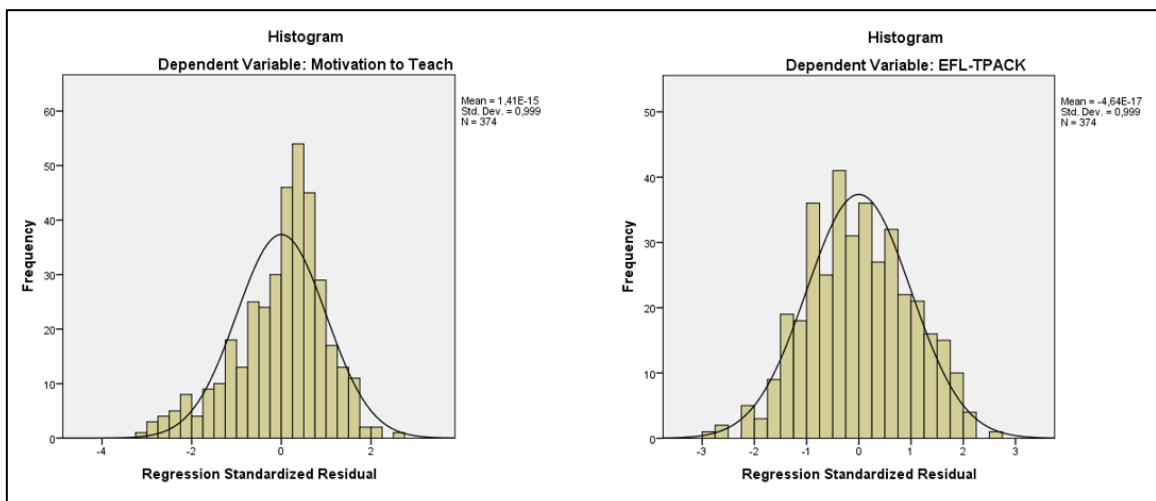 Histogram
Dependent Variable: Motivation to Teach
Mean = 1,41E-15
Std. Dev. = 0,999
N = 374
60
50
40
30
20
10
0
Frequency
-4
-2
0
2
Regression Standardized Residual
Histogram
Dependent Variable: EFL-TPACK
Mean = -4,64E-17
Std. Dev. = 0,999
N = 374
50
40
30
20
10
0
Frequency
-3
-2
-1
0
1
2
3
Regression Standardized Residual